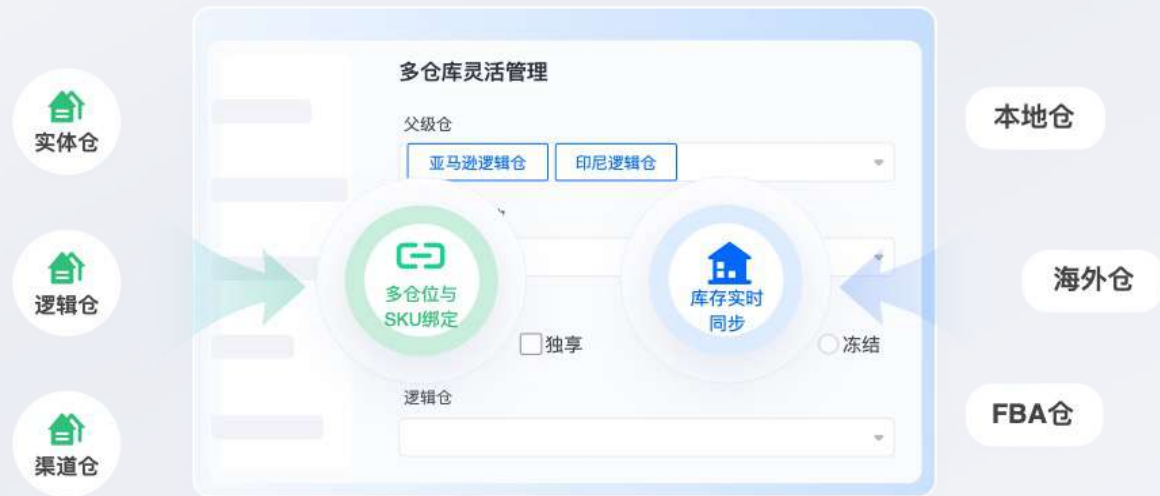 多仓库灵活管理
父级仓
亚马逊逻辑仓
印尼逻辑仓
实体仓
逻辑仓
渠道仓
多仓位与
SKU绑定
库存实时
同步
独享
冻结
逻辑仓
本地仓
海外仓
FBA仓